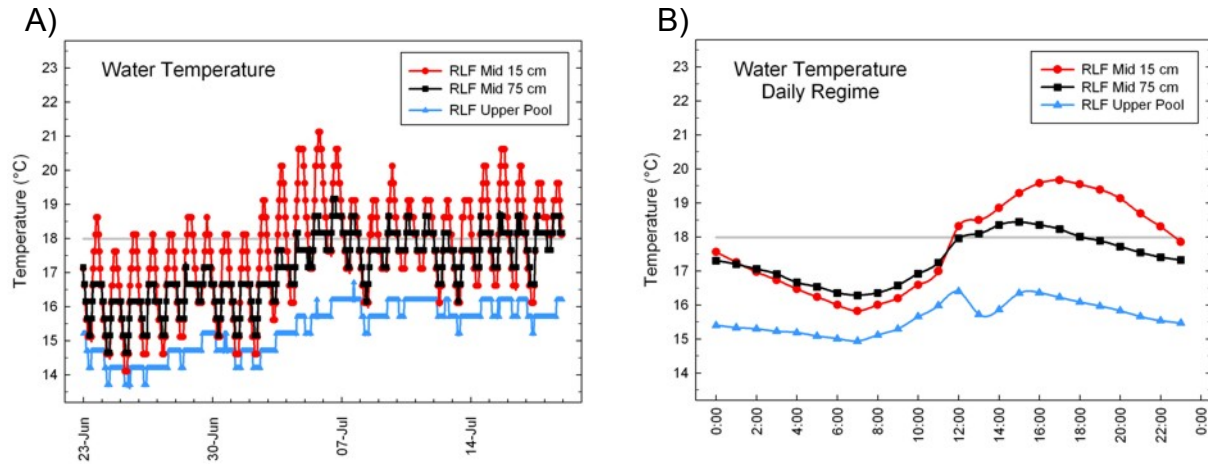 A)
Water Temperature
RLF Mid 15 cm
RLF Mid 75 cm
RLF Upper Pool
Temperature (°C)
23
22
21
20
19
18
17
16
15
14
23-Jun
30-Jun
07-Jul
14-Jul
B)
Water Temperature
Daily Regime
RLF Mid 15 cm
RLF Mid 75 cm
RLF Upper Pool
Temperature (°C)
23
22
21
20
19
18
17
16
15
14
0:00
2:00
4:00
6:00
8:00
10:00
12:00
14:00
16:00
18:00
20:00
22:00
0:00